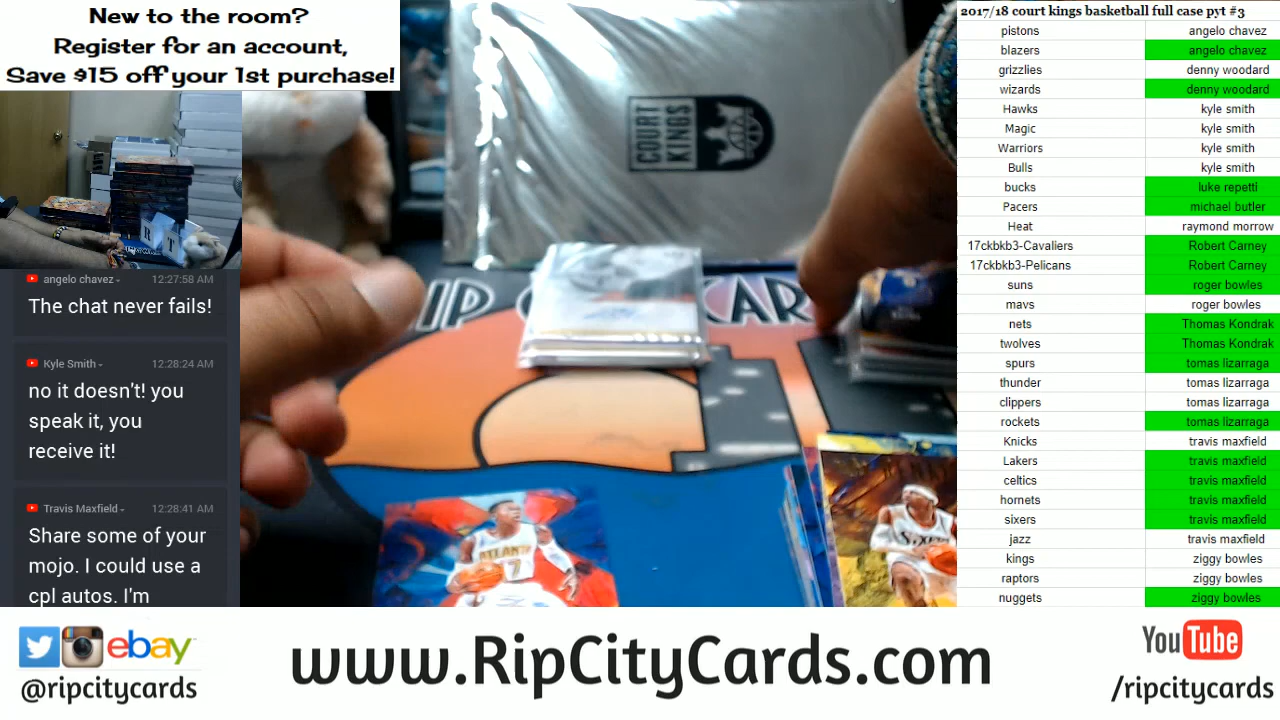 New to the room?
Register for an account,
Save $15 off your 1st purchase!
angelo chavez 12:27:58 AM
The chat never fails!
Kyle Smith 12:28:24 AM
no it doesn't! you
speak it, you
receive it!
Travis Maxfield 12:28:41 AM
Share some of your
mojo. I could use a
cpl autos. I'm
COURT
KINGS
RIP
CAR
ATLANTA
7
R
T
2017/18 court kings basketball full case pyt #3
pistons angelo chavez
blazers angelo chavez
grizzlies denny woodard
wizards denny woodard
Hawks kyle smith
Magic kyle smith
Warriors kyle smith
Bulls kyle smith
bucks luke repetti
Pacers michael butler
Heat raymond morrow
17ckbkb3-Cavaliers Robert Carney
17ckbkb3-Pelicans Robert Carney
suns roger bowles
mavs roger bowles
nets Thomas Kondrak
twolves Thomas Kondrak
spurs tomas lizarraga
thunder tomas lizarraga
clippers tomas lizarraga
rockets tomas lizarraga
Knicks travis maxfield
Lakers travis maxfield
celtics travis maxfield
hornets travis maxfield
sixers travis maxfield
jazz travis maxfield
kings ziggy bowles
raptors ziggy bowles
nuggets ziggy bowles
ebay
@ripcitycards
www.RipCityCards.com
YouTube
/ripcitycards